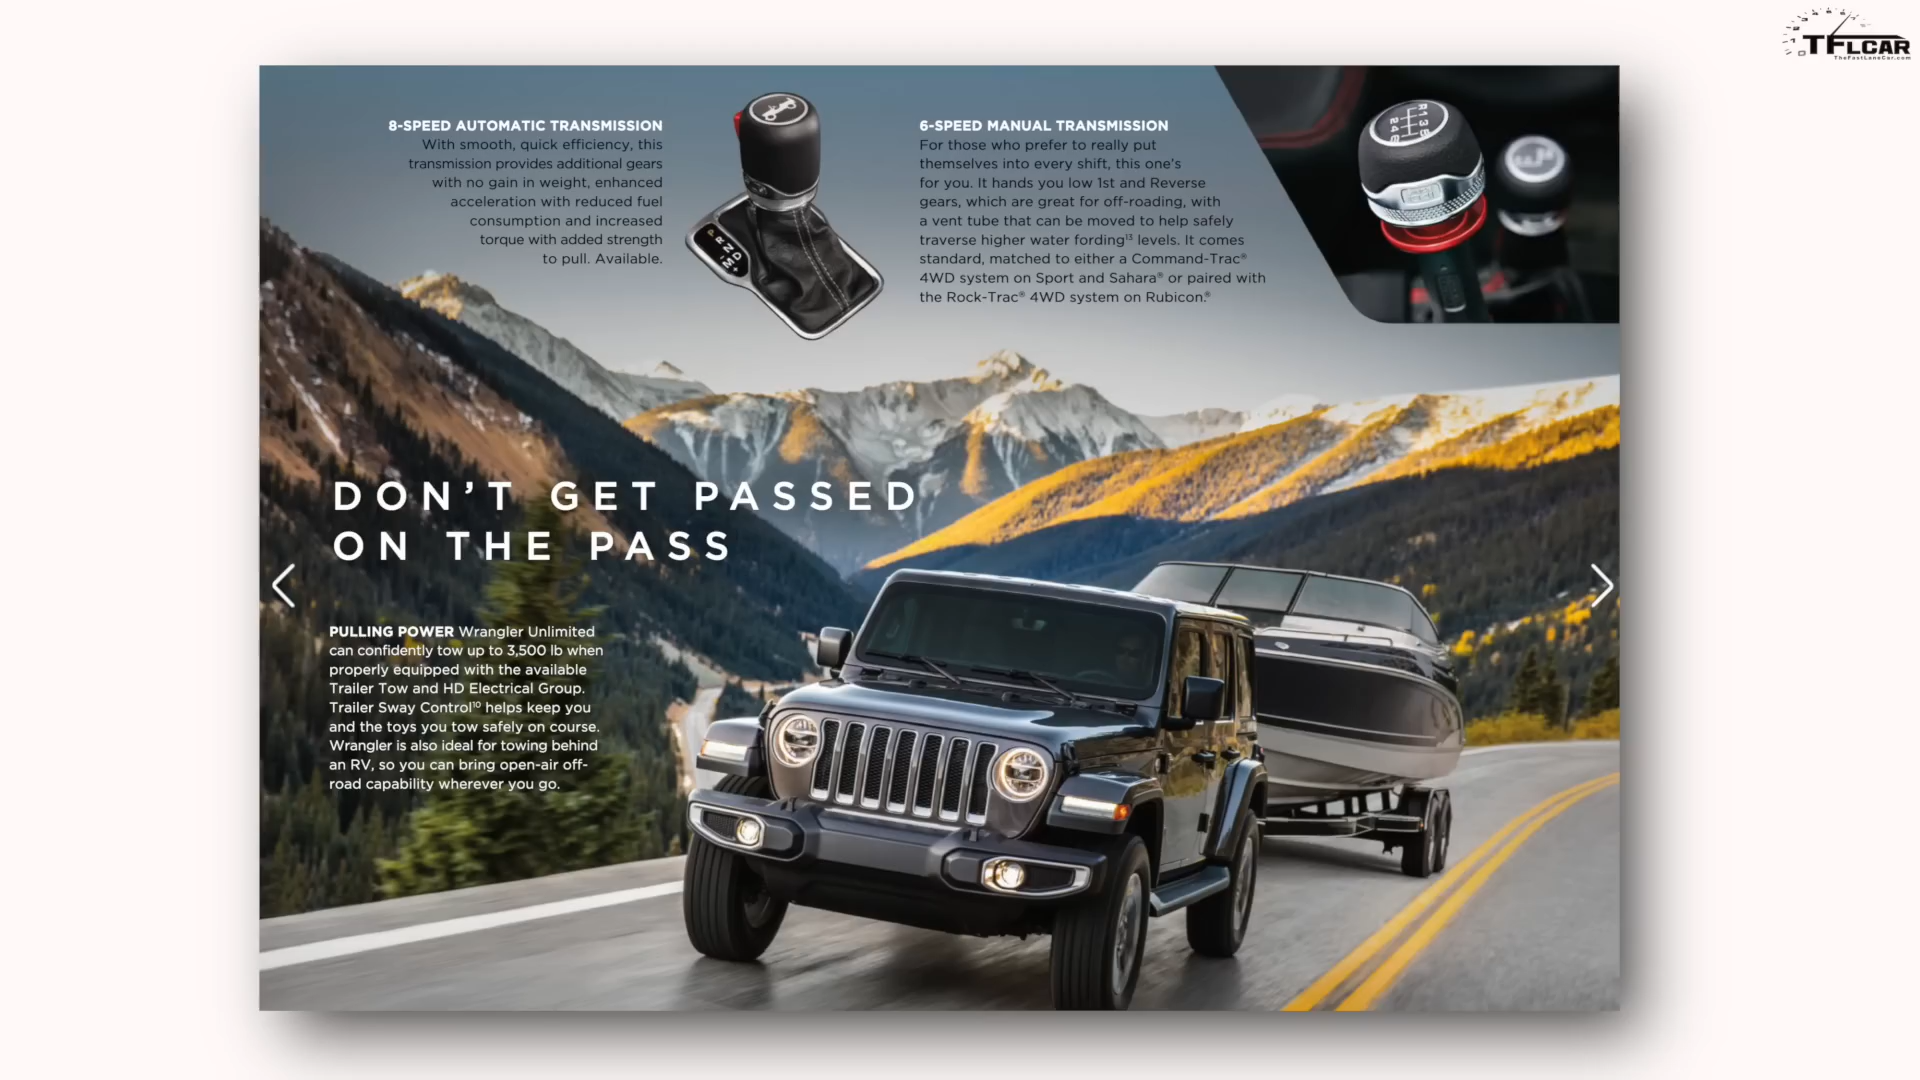 TFLCAR
TheFastLaneCar.com
8-SPEED AUTOMATIC TRANSMISSION
With smooth, quick efficiency, this
transmission provides additional gears
with no gain in weight, enhanced
acceleration with reduced fuel
consumption and increased
torque with added strength
to pull. Available.
P
R
N
D
M
6-SPEED MANUAL TRANSMISSION
For those who prefer to really put
themselves into every shift, this one's
for you. It hands you low 1st and Reverse
gears, which are great for off-roading, with
a vent tube that can be moved to help safely
traverse higher water fording¹³ levels. It comes
standard, matched to either a Command-Trac®
4WD system on Sport and Sahara® or paired with
the Rock-Trac® 4WD system on Rubicon.®
R 1 3 5
2 4 6
DON'T GET PASSED
ON THE PASS
PULLING POWER Wrangler Unlimited
can confidently tow up to 3,500 lb when
properly equipped with the available
Trailer Tow and HD Electrical Group.
Trailer Sway Control¹⁰ helps keep you
and the toys you tow safely on course.
Wrangler is also ideal for towing behind
an RV, so you can bring open-air off-
road capability wherever you go.